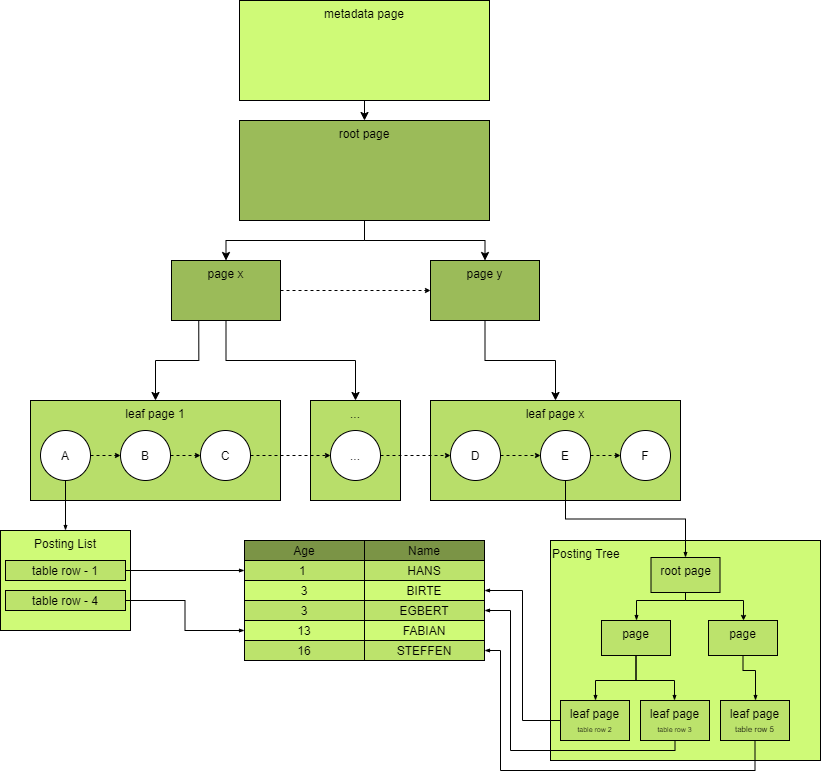 metadata page
root page
page x
page y
leaf page 1
...
leaf page x
A
B
C
...
D
E
F
Posting List
table row - 1
table row - 4
Age Name
1 HANS
3 BIRTE
3 EGBERT
13 FABIAN
16 STEFFEN
Posting Tree
root page
page
page
leaf page
table row 2
leaf page
table row 3
leaf page
table row 5